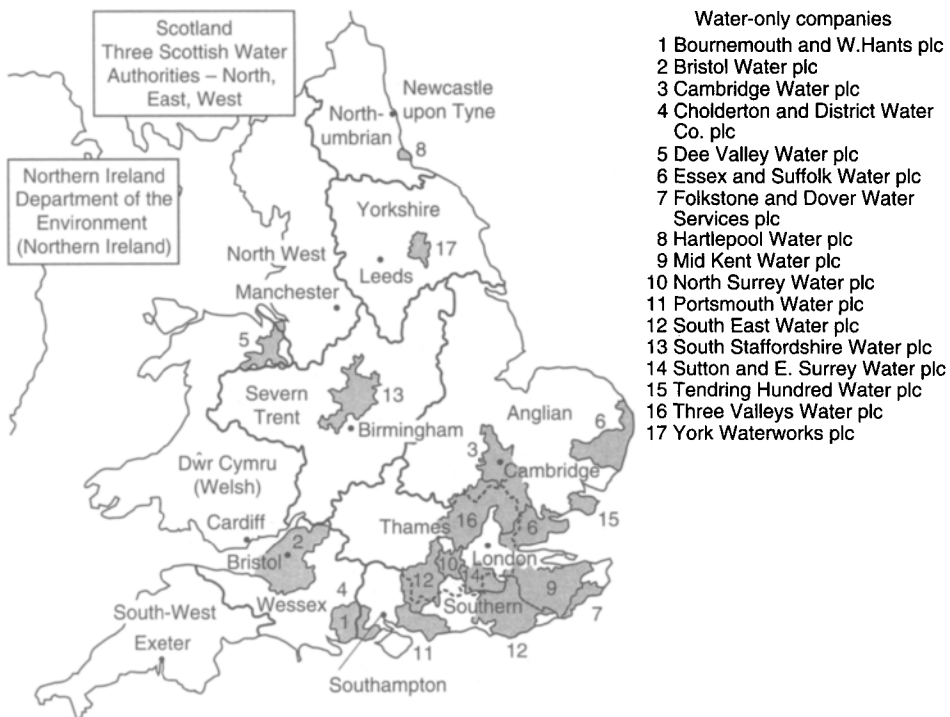 Scotland
Three Scottish Water
Authorities – North,
East, West
Northern Ireland
Department of the
Environment
(Northern Ireland)
Newcastle
upon Tyne
North-
umbrian
8
Yorkshire
17
Leeds
North West
Manchester
5
Severn
Trent
13
Birmingham
Anglian
6
3
Cambridge
Dŵr Cymru
(Welsh)
Cardiff
Thames
16
6
15
2
Bristol
London
10
12
14
9
4
Wessex
Southern
7
South-West
1
Exeter
11
12
Southampton
Water-only companies
1 Bournemouth and W.Hants plc
2 Bristol Water plc
3 Cambridge Water plc
4 Cholderton and District Water
Co. plc
5 Dee Valley Water plc
6 Essex and Suffolk Water plc
7 Folkstone and Dover Water
Services plc
8 Hartlepool Water plc
9 Mid Kent Water plc
10 North Surrey Water plc
11 Portsmouth Water plc
12 South East Water plc
13 South Staffordshire Water plc
14 Sutton and E. Surrey Water plc
15 Tendring Hundred Water plc
16 Three Valleys Water plc
17 York Waterworks plc